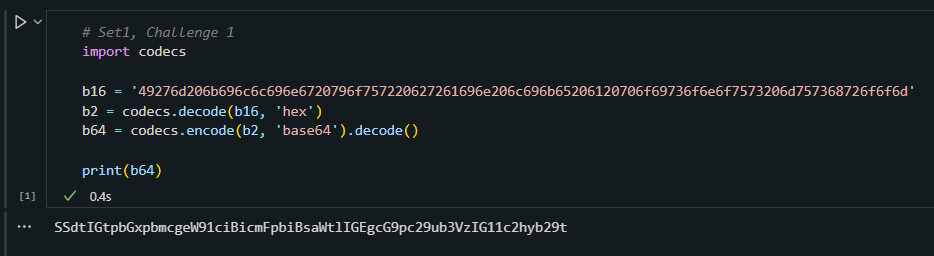 # Set1, Challenge 1
import codecs
b16 = '49276d206b696c6c696e6720796f757220627261696e206c696b65206120706f69736f6e6f7573206d757368726f6f6d'
b2 = codecs.decode(b16, 'hex')
b64 = codecs.encode(b2, 'base64').decode()
print(b64)
[1]
0.4s
SSdtIGtpbGxpbmcgeW91ciBicmFpbiBsaWtlIGEgcG9pc29ub3VzIG11c2hyb29t